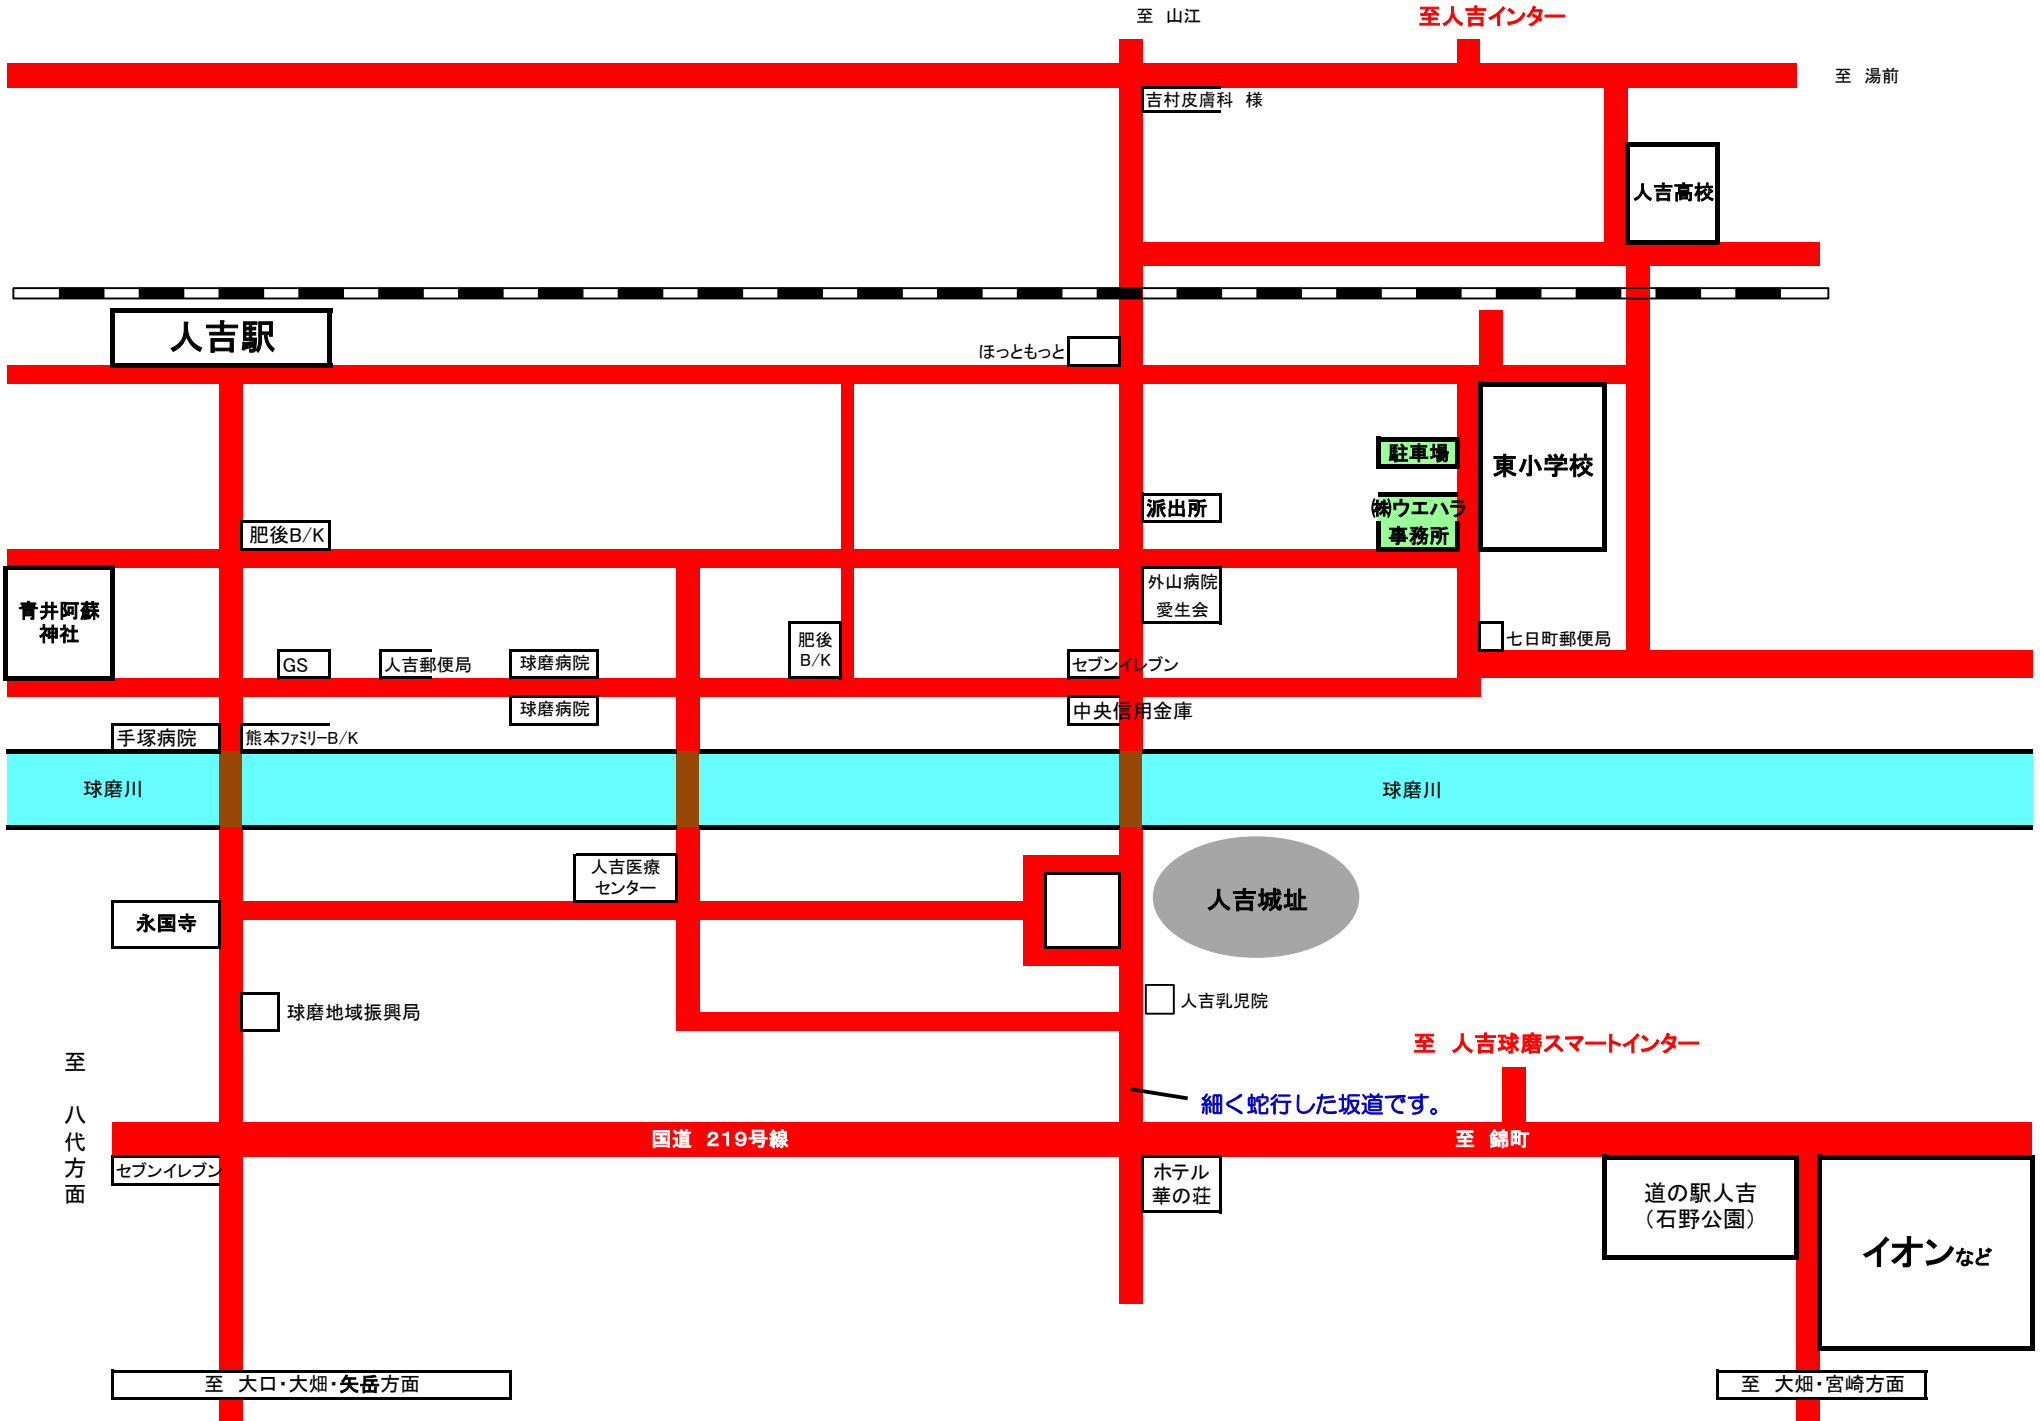 至 山江
至人吉インター
至 湯前
吉村皮膚科 様
人吉高校
人吉駅
ほっともっと
駐車場
東小学校
派出所
㈱ウエハラ
事務所
肥後B/K
外山病院
愛生会
青井阿蘇
神社
肥後
B/K
七日町郵便局
GS
人吉郵便局
球磨病院
セブンイレブン
球磨病院
中央信用金庫
手塚病院
熊本ファミリーB/K
球磨川
球磨川
人吉医療
センター
人吉城址
永国寺
人吉乳児院
球磨地域振興局
至 人吉球磨スマートインター
至 八代方面
細く蛇行した坂道です。
国道 219号線
至 錦町
セブンイレブン
ホテル
華の荘
道の駅人吉
（石野公園）
イオンなど
至 大口・大畑・矢岳方面
至 大畑・宮崎方面